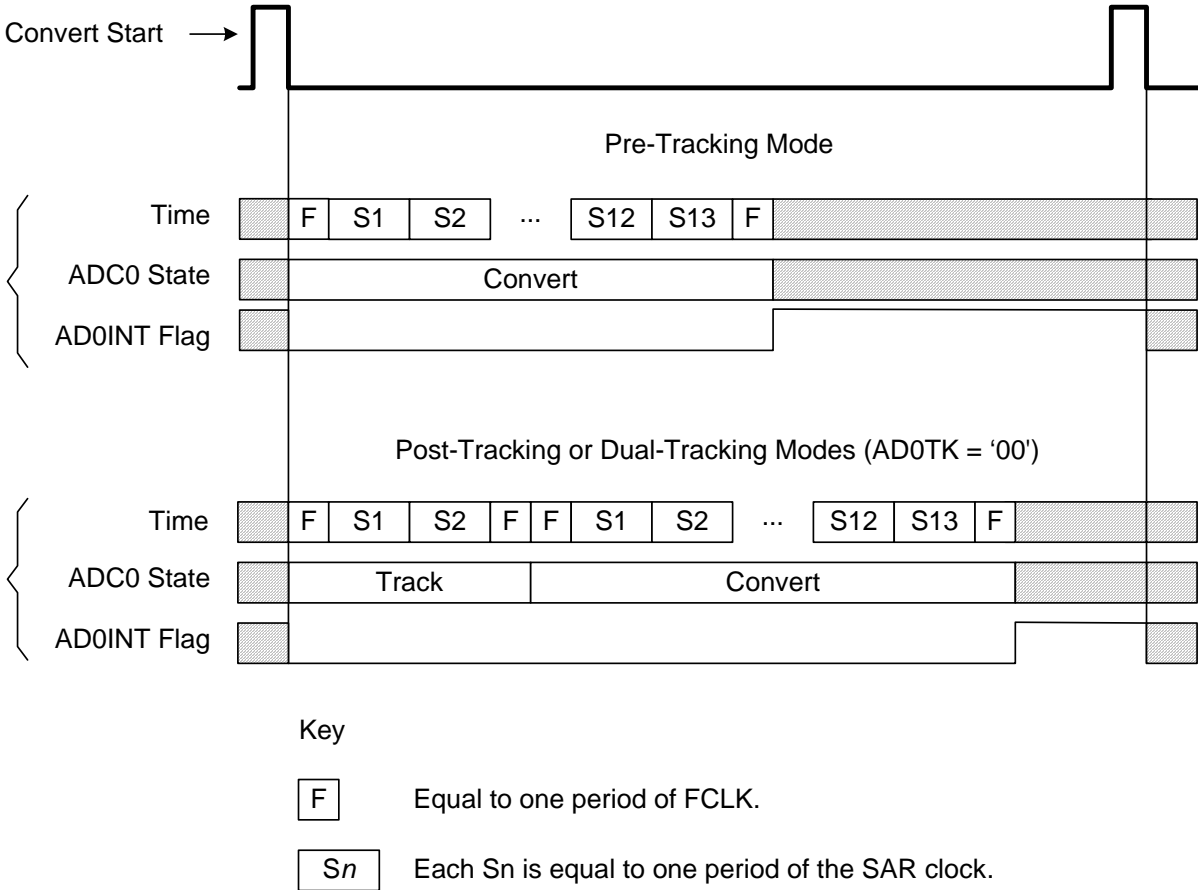 Convert Start
Pre-Tracking Mode
Time F S1 S2 ... S12 S13 F
ADC0 State Convert
AD0INT Flag
Post-Tracking or Dual-Tracking Modes (AD0TK = ‘00')
Time F S1 S2 F F S1 S2 ... S12 S13 F
ADC0 State Track Convert
AD0INT Flag
Key
F Equal to one period of FCLK.
Sn Each Sn is equal to one period of the SAR clock.